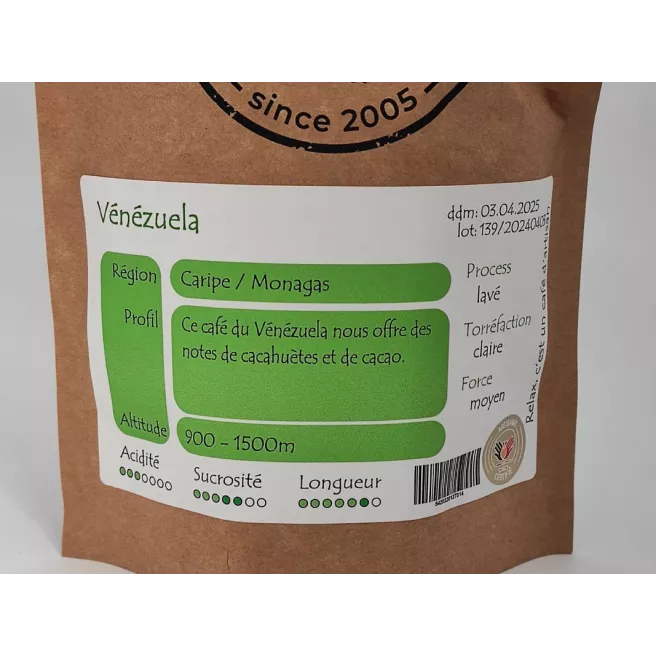 since 2005
Vénézuela
ddm: 03.04.2025
lot: 139/20240403
Région
Caripe / Monagas
Profil
Ce café du Vénézuela nous offre des
notes de cacahuètes et de cacao.
Altitude
900 - 1500m
Process
lavé
Torréfaction
claire
Force
moyen
Acidité
Sucrosité
Longueur
Relax, c'est un café d'artisan